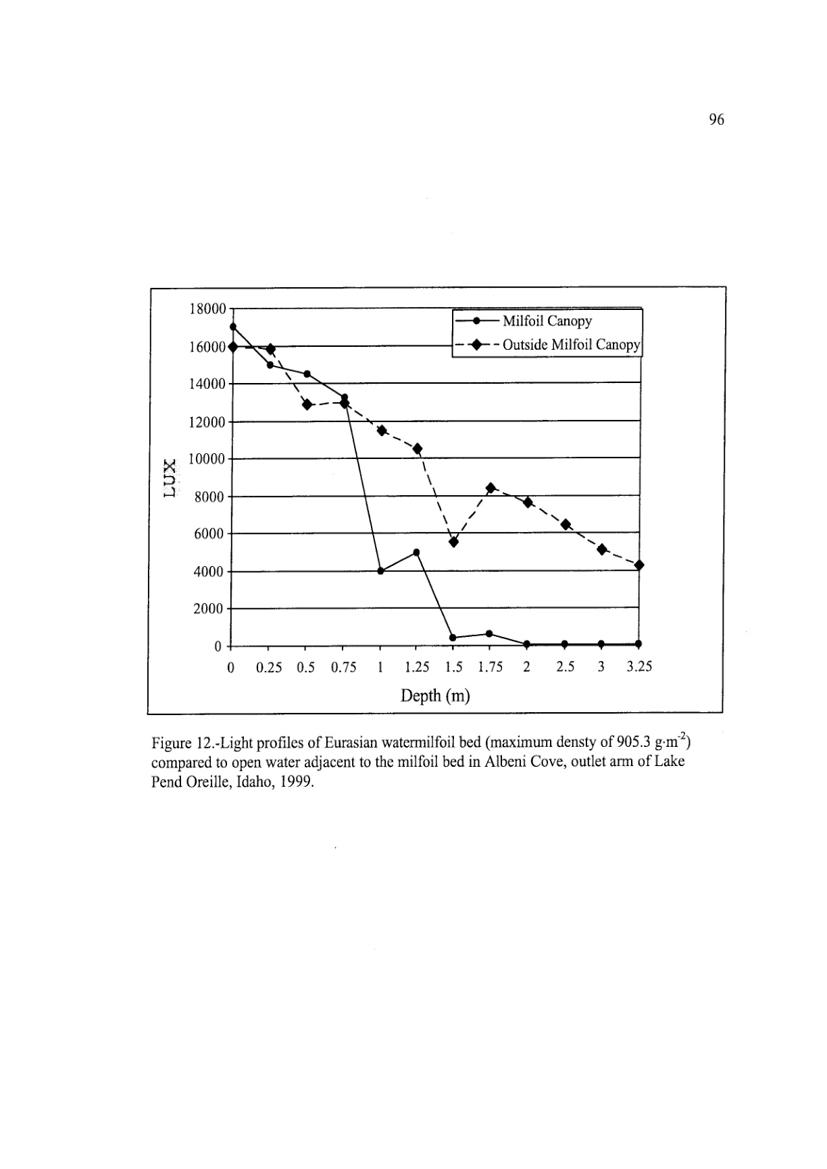 96
18000
16000
14000
12000
10000
8000
6000
4000
2000
0
LUX
Milfoil Canopy
Outside Milfoil Canopy
0 0.25 0.5 0.75 1 1.25 1.5 1.75 2 2.5 3 3.25
Depth (m)
Figure 12.-Light profiles of Eurasian watermilfoil bed (maximum densty of 905.3 g·m⁻²)
compared to open water adjacent to the milfoil bed in Albeni Cove, outlet arm of Lake
Pend Oreille, Idaho, 1999.